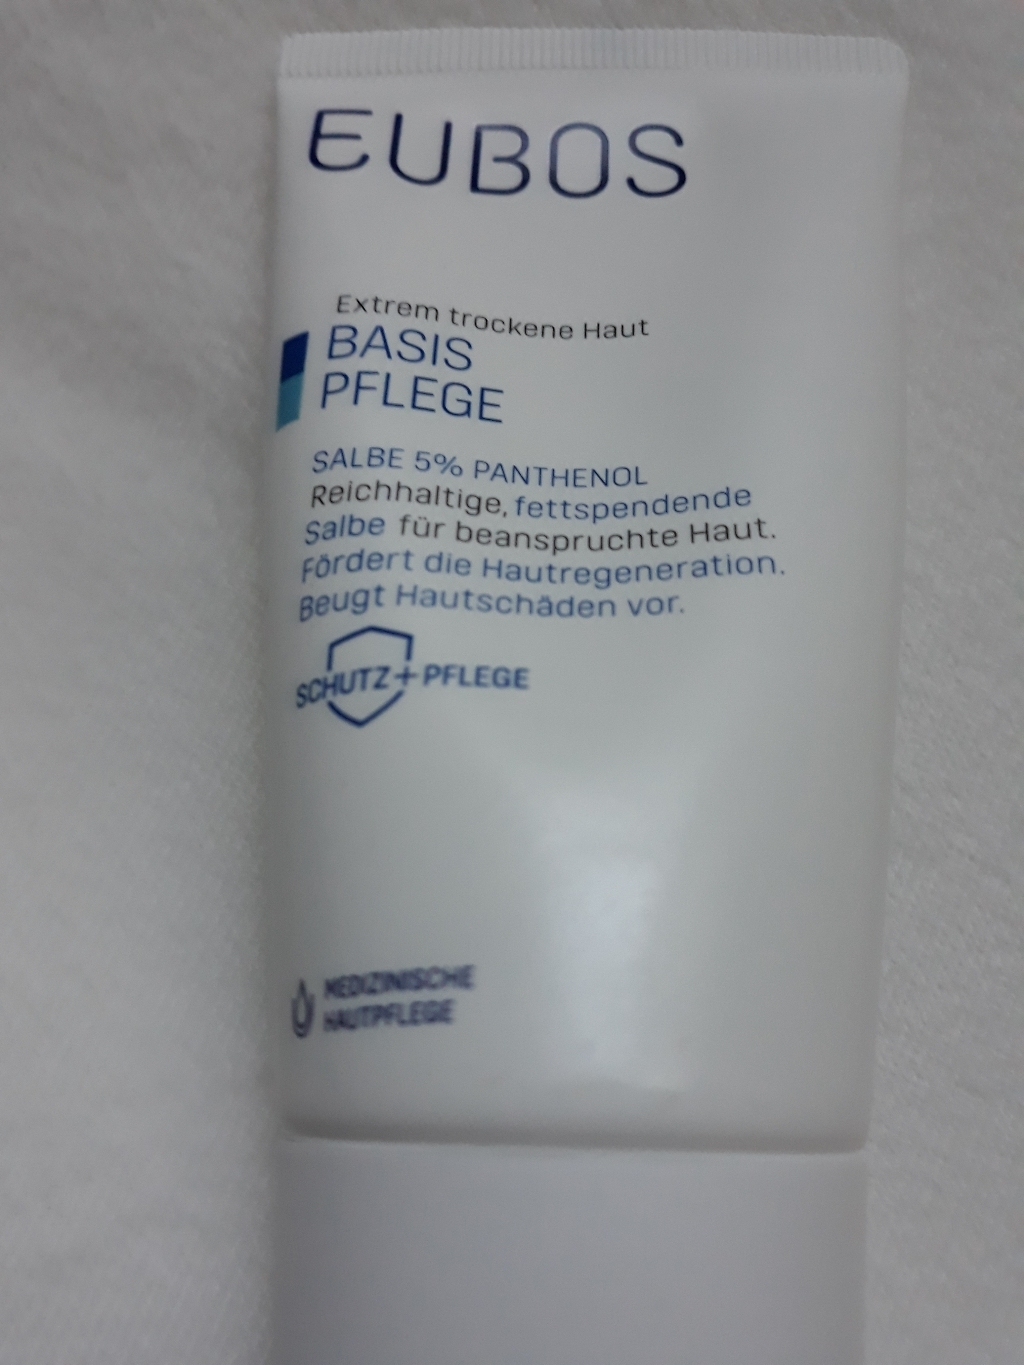 EUBOS
Extrem trockene Haut
BASIS
PFLEGE
SALBE 5% PANTHENOL
Reichhaltige, fettspendende
Salbe für beanspruchte Haut.
Fördert die Hautregeneration.
Beugt Hautschäden vor.
SCHUTZ+PFLEGE
MEDIZINISCHE
HAUTPFLEGE